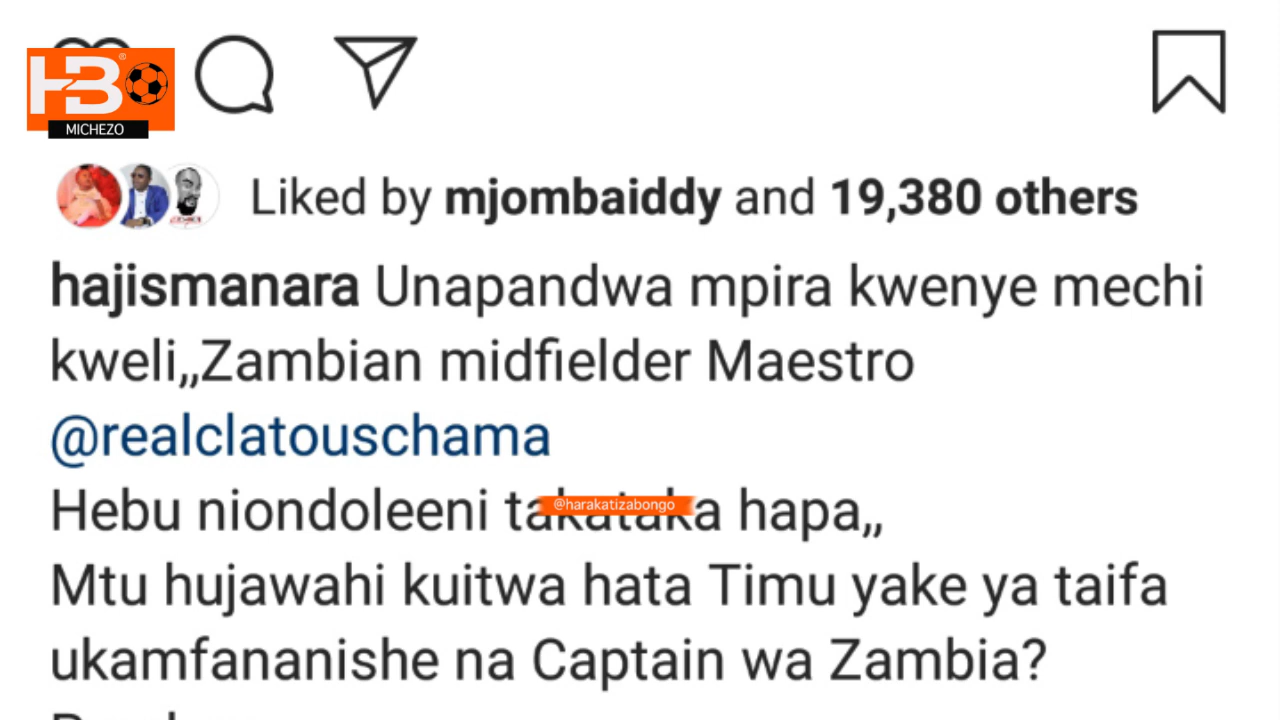 HB
MICHEZO
Liked by mjombaiddy and 19,380 others
hajismanara Unapandwa mpira kwenye mechi
kweli,,Zambian midfielder Maestro
@realclatouschama
Hebu niondoleeni takataka hapa,,
@harakatizabongo
Mtu hujawahi kuitwa hata Timu yake ya taifa
ukamfananishe na Captain wa Zambia?